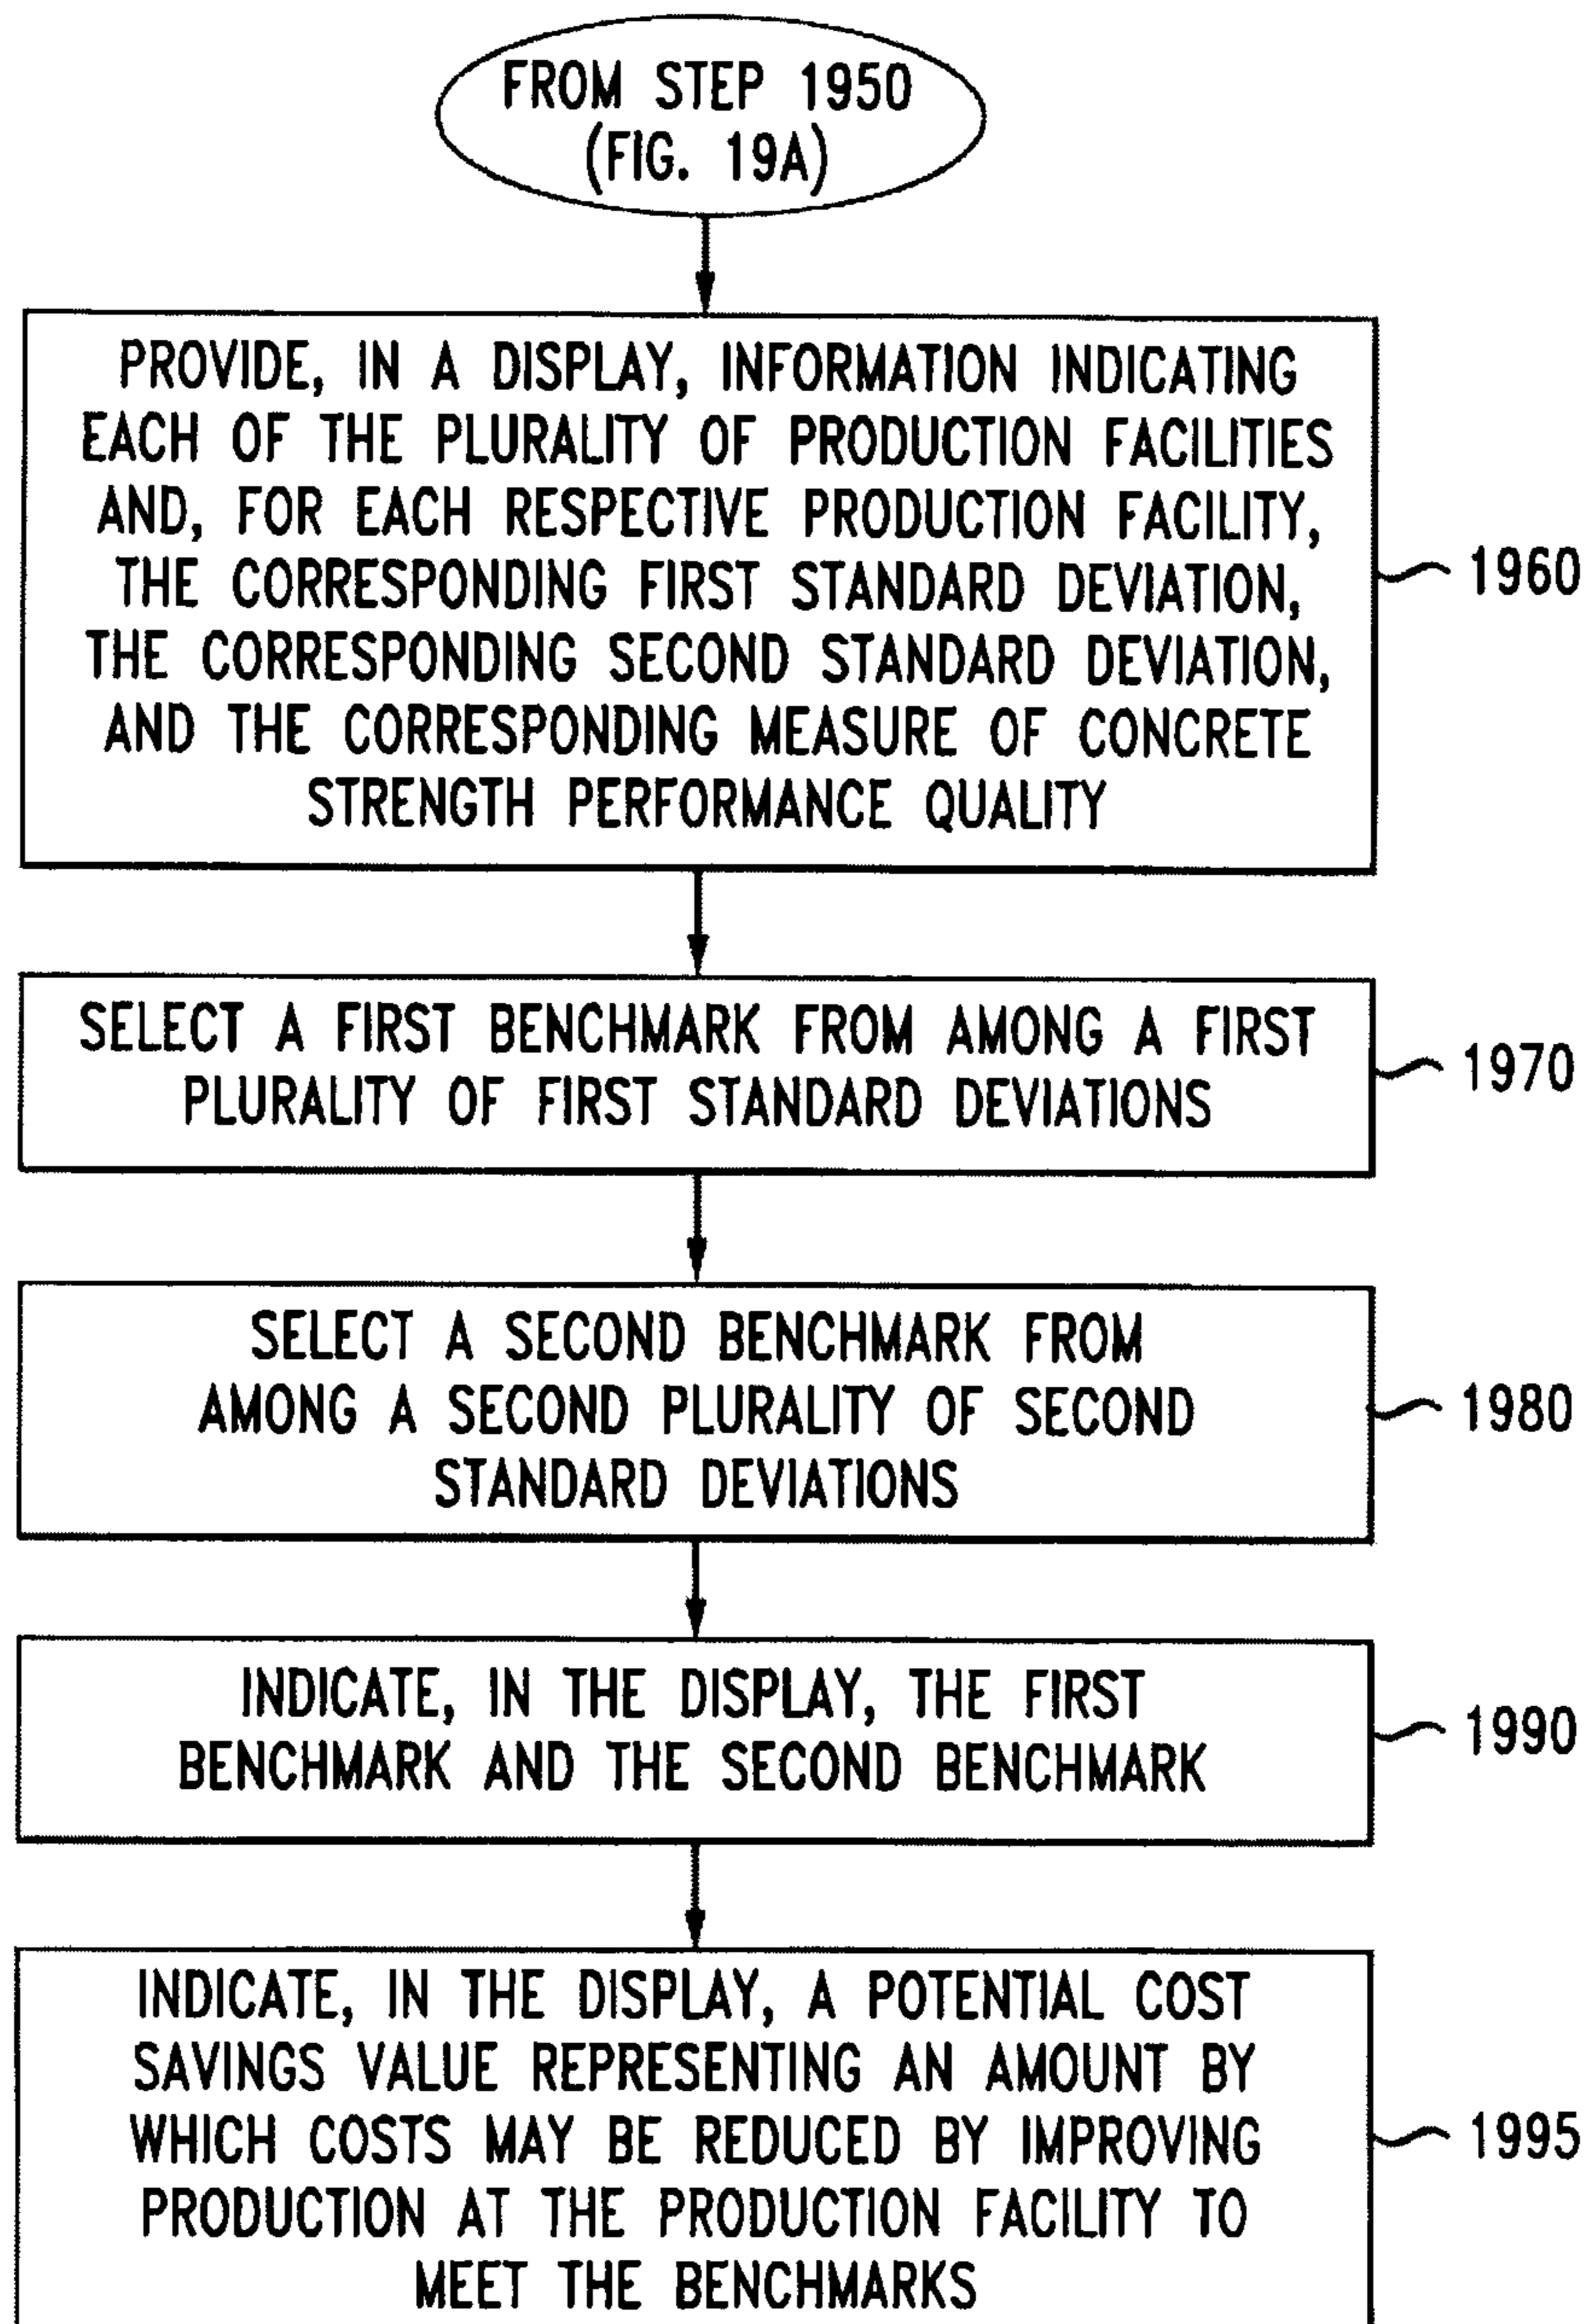 FROM STEP 1950
(FIG. 19A)
PROVIDE, IN A DISPLAY, INFORMATION INDICATING
EACH OF THE PLURALITY OF PRODUCTION FACILITIES
AND, FOR EACH RESPECTIVE PRODUCTION FACILITY,
THE CORRESPONDING FIRST STANDARD DEVIATION,
THE CORRESPONDING SECOND STANDARD DEVIATION,
AND THE CORRESPONDING MEASURE OF CONCRETE
STRENGTH PERFORMANCE QUALITY
1960
SELECT A FIRST BENCHMARK FROM AMONG A FIRST
PLURALITY OF FIRST STANDARD DEVIATIONS
1970
SELECT A SECOND BENCHMARK FROM
AMONG A SECOND PLURALITY OF SECOND
STANDARD DEVIATIONS
1980
INDICATE, IN THE DISPLAY, THE FIRST
BENCHMARK AND THE SECOND BENCHMARK
1990
INDICATE, IN THE DISPLAY, A POTENTIAL COST
SAVINGS VALUE REPRESENTING AN AMOUNT BY
WHICH COSTS MAY BE REDUCED BY IMPROVING
PRODUCTION AT THE PRODUCTION FACILITY TO
MEET THE BENCHMARKS
1995